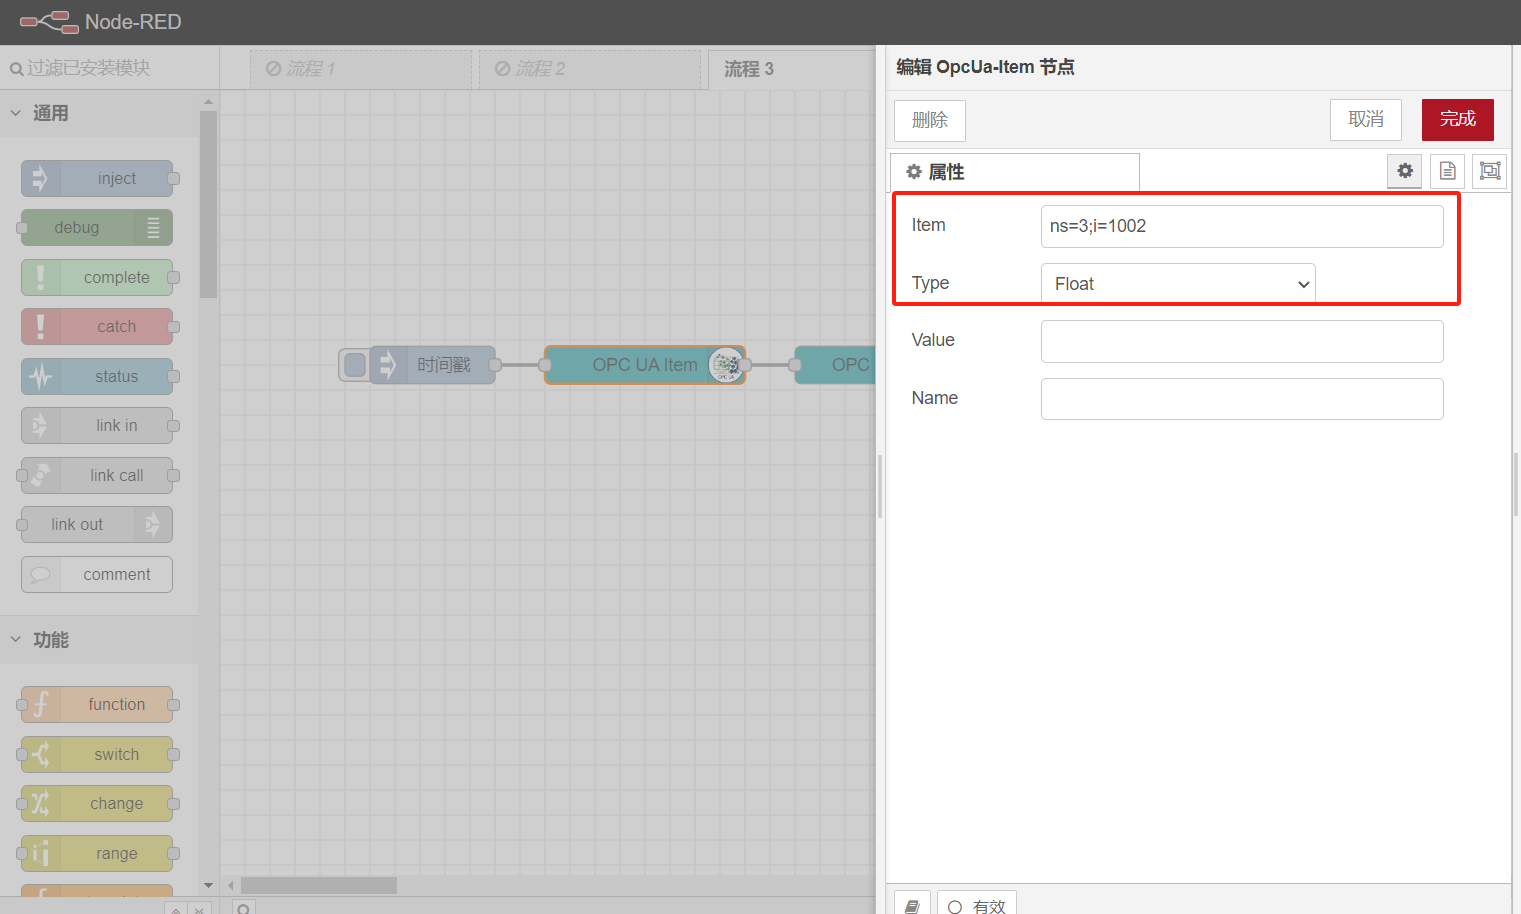 Node-RED
过滤已安装模块
流程 1
流程 2
流程 3
通用
inject
debug
complete
catch
status
link in
link call
link out
comment
功能
function
switch
change
range
时间戳
OPC UA Item
OPC UA
OPC
编辑 OpcUa-Item 节点
删除
取消
完成
属性
Item
ns=3;i=1002
Type
Float
Value
Name
有效